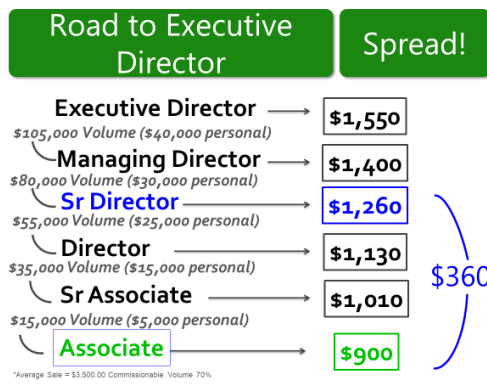 Road to Executive
Director
Spread!
Executive Director
$1,550
$105,000 Volume ($40,000 personal)
Managing Director
$1,400
$80,000 Volume ($30,000 personal)
Sr Director
$1,260
$55,000 Volume ($25,000 personal)
Director
$1,130
$35,000 Volume ($15,000 personal)
$360
Sr Associate
$1,010
$15,000 Volume ($5,000 personal)
Associate
$900
*Average Sale = $3,500.00 Commissionable Volume 70%